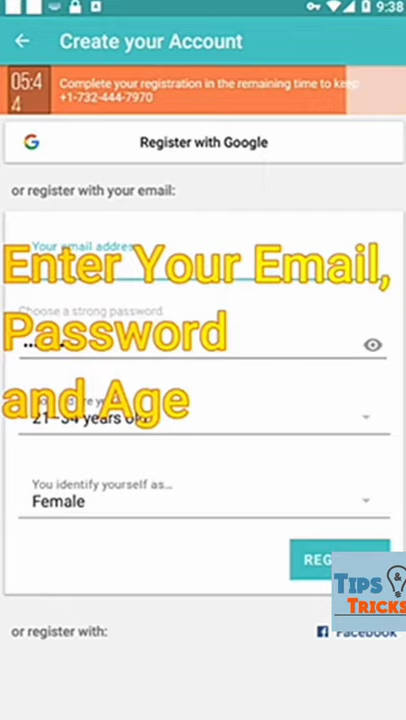 9:38
Create your Account
05:4
4
Complete your registration in the remaining time to keep
+1-732-444-7970
Register with Google
or register with your email:
Your email address
Enter Your Email,
Choose a strong password
Password
and Age
21-34 years old
You identify yourself as...
Female
REG
TIPS &
TRICKS
or register with:
Facebook